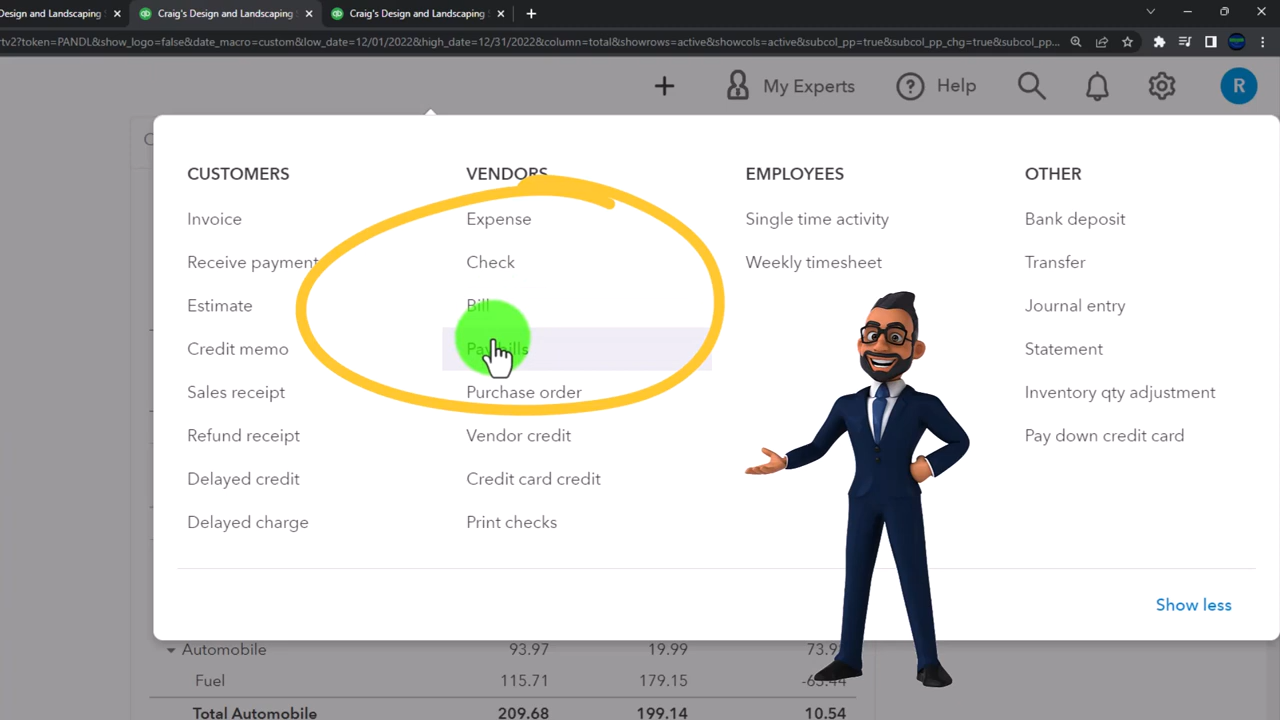 Design and Landscaping
Craig's Design and Landscaping
Craig's Design and Landscaping
rtv2?token=PANDL&show_logo=false&date_macro=custom&low_date=12/01/2022&high_date=12/31/2022&column=total&showrows=active&showcols=active&subcol_pp=true&subcol_pp_chg=true&subcol_pp...
My Experts
Help
R
CUSTOMERS
Invoice
Receive payment
Estimate
Credit memo
Sales receipt
Refund receipt
Delayed credit
Delayed charge
VENDORS
Expense
Check
Bill
Pay bills
Purchase order
Vendor credit
Credit card credit
Print checks
EMPLOYEES
Single time activity
Weekly timesheet
OTHER
Bank deposit
Transfer
Journal entry
Statement
Inventory qty adjustment
Pay down credit card
Show less
Automobile 93.97 19.99
Fuel 115.71 179.15
Total Automobile 209.68 199.14 10.54